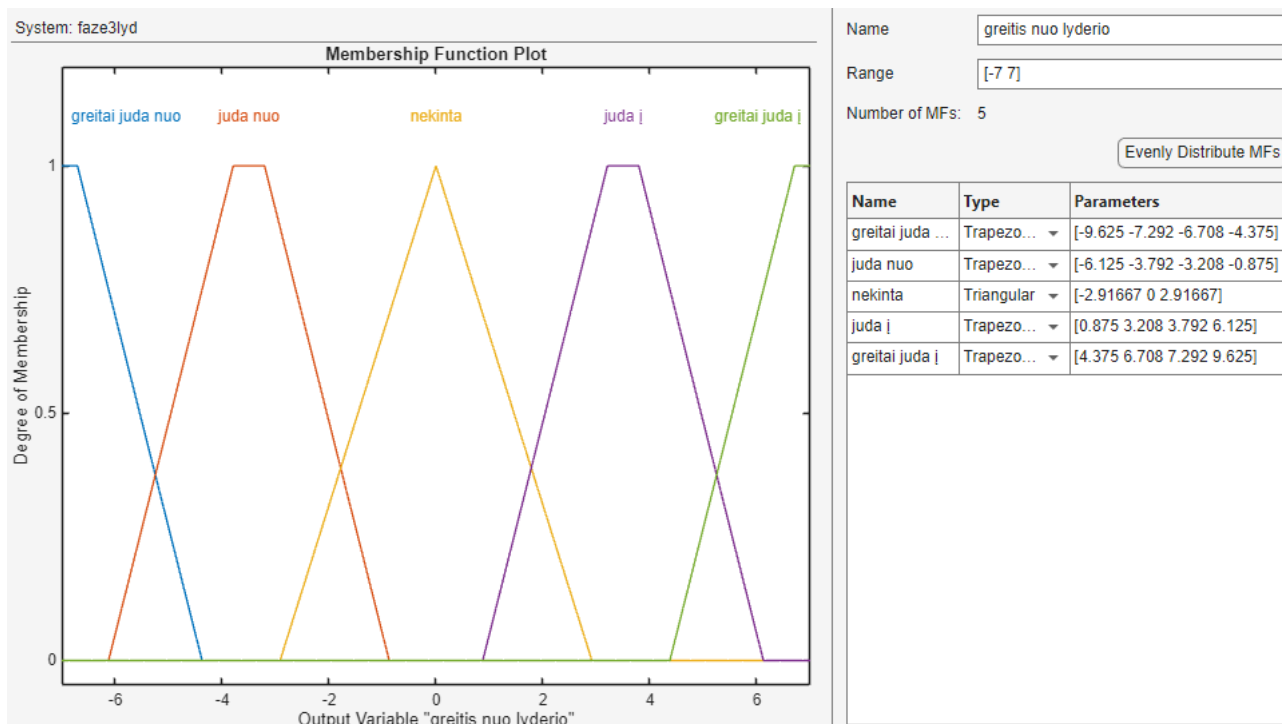 System: faze3lyd
Membership Function Plot
greitai juda nuo juda nuo nekinta juda į greitai juda į
1
0.5
0
Degree of Membership
-6 -4 -2 0 2 4 6
Output Variable "greitis nuo lyderio"
Name greitis nuo lyderio
Range [-7 7]
Number of MFs: 5
Evenly Distribute MFs
Name Type Parameters
greitai juda ... Trapezo... [-9.625 -7.292 -6.708 -4.375]
juda nuo Trapezo... [-6.125 -3.792 -3.208 -0.875]
nekinta Triangular [-2.91667 0 2.91667]
juda į Trapezo... [0.875 3.208 3.792 6.125]
greitai juda į Trapezo... [4.375 6.708 7.292 9.625]